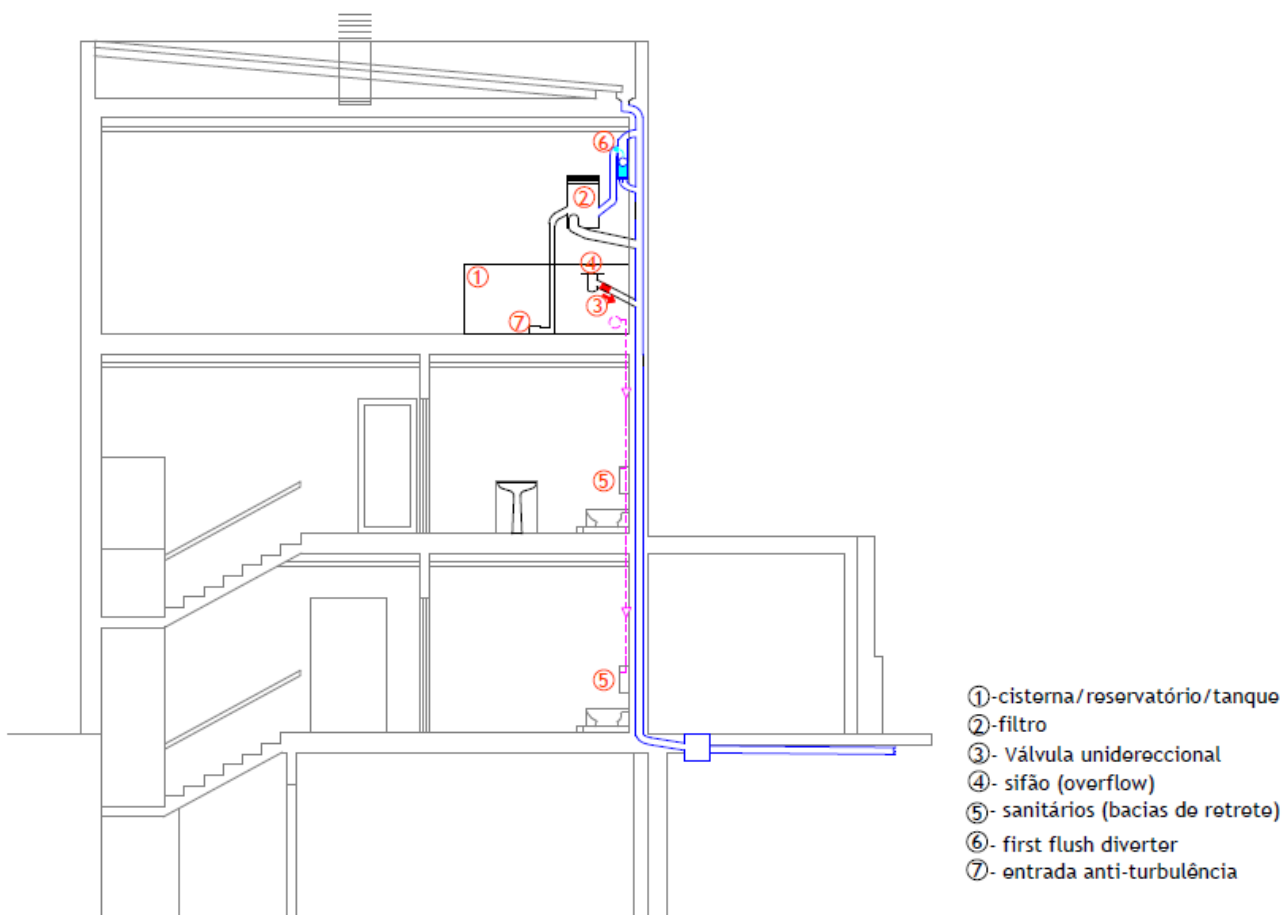 ⑥
②
④
①
③
⑦
⑤
⑤
①-cisterna/reservatório/tanque
②-filtro
③- Válvula unidereccional
④- sifão (overflow)
⑤- sanitários (bacias de retrete)
⑥- first flush diverter
⑦- entrada anti-turbulência